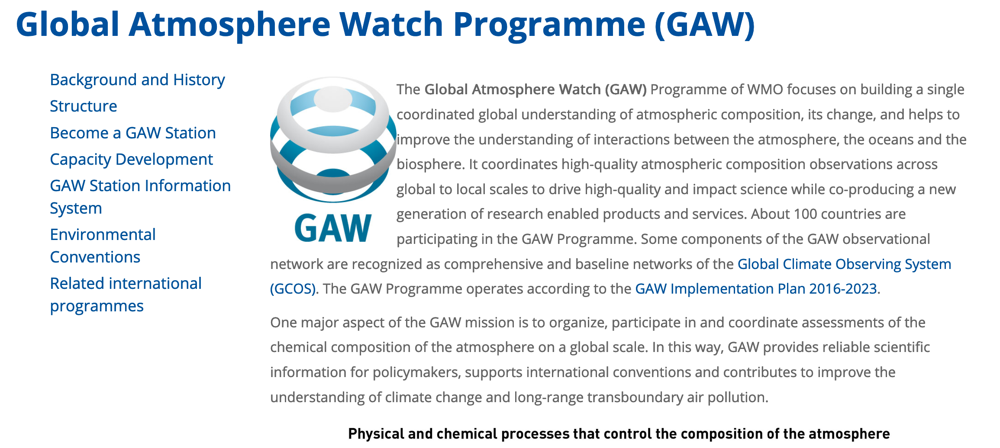 Global Atmosphere Watch Programme (GAW)
Background and History
Structure
Become a GAW Station
Capacity Development
GAW Station Information
System
Environmental
Conventions
Related international
programmes
GAW
The Global Atmosphere Watch (GAW) Programme of WMO focuses on building a single
coordinated global understanding of atmospheric composition, its change, and helps to
improve the understanding of interactions between the atmosphere, the oceans and the
biosphere. It coordinates high-quality atmospheric composition observations across
global to local scales to drive high-quality and impact science while co-producing a new
generation of research enabled products and services. About 100 countries are
participating in the GAW Programme. Some components of the GAW observational
network are recognized as comprehensive and baseline networks of the Global Climate Observing System
(GCOS). The GAW Programme operates according to the GAW Implementation Plan 2016-2023.
One major aspect of the GAW mission is to organize, participate in and coordinate assessments of the
chemical composition of the atmosphere on a global scale. In this way, GAW provides reliable scientific
information for policymakers, supports international conventions and contributes to improve the
understanding of climate change and long-range transboundary air pollution.
Physical and chemical processes that control the composition of the atmosphere